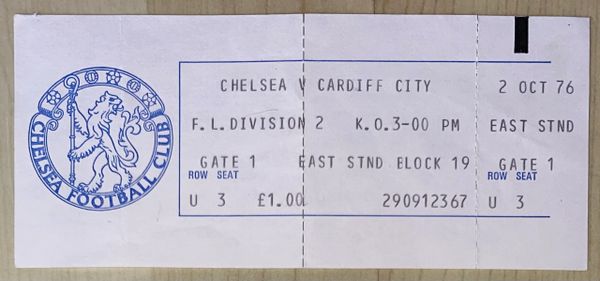 CHELSEA FOOTBALL CLUB
CHELSEA V CARDIFF CITY 2 OCT 76
F.L.DIVISION 2 K.O.3-00 PM EAST STND
GATE 1 EAST STND BLOCK 19 GATE 1
ROW SEAT ROW SEAT
U 3 £1.00 290912367 U 3